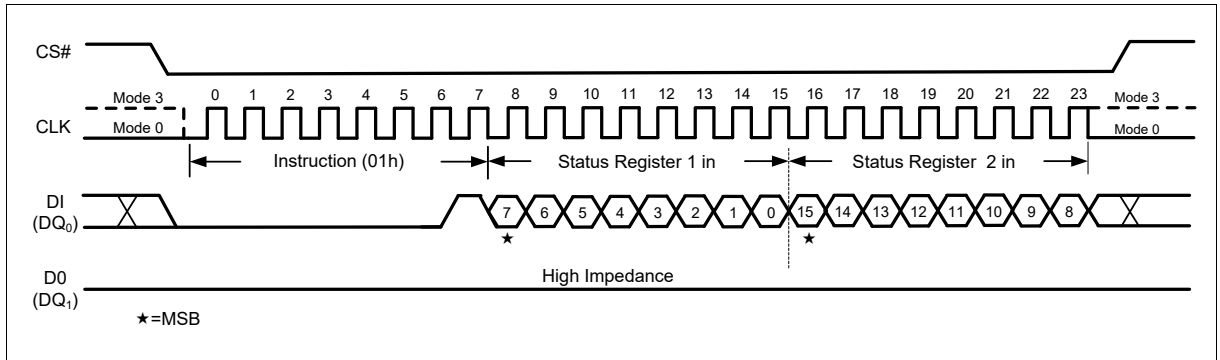 CS#
Mode 3 0 1 2 3 4 5 6 7 8 9 10 11 12 13 14 15 16 17 18 19 20 21 22 23 Mode 3
CLK Mode 0 Mode 0
Instruction (01h) Status Register 1 in Status Register 2 in
DI
(DQ0) 7 6 5 4 3 2 1 0 15 14 13 12 11 10 9 8
★ ★
High Impedance
D0
(DQ1)
★=MSB